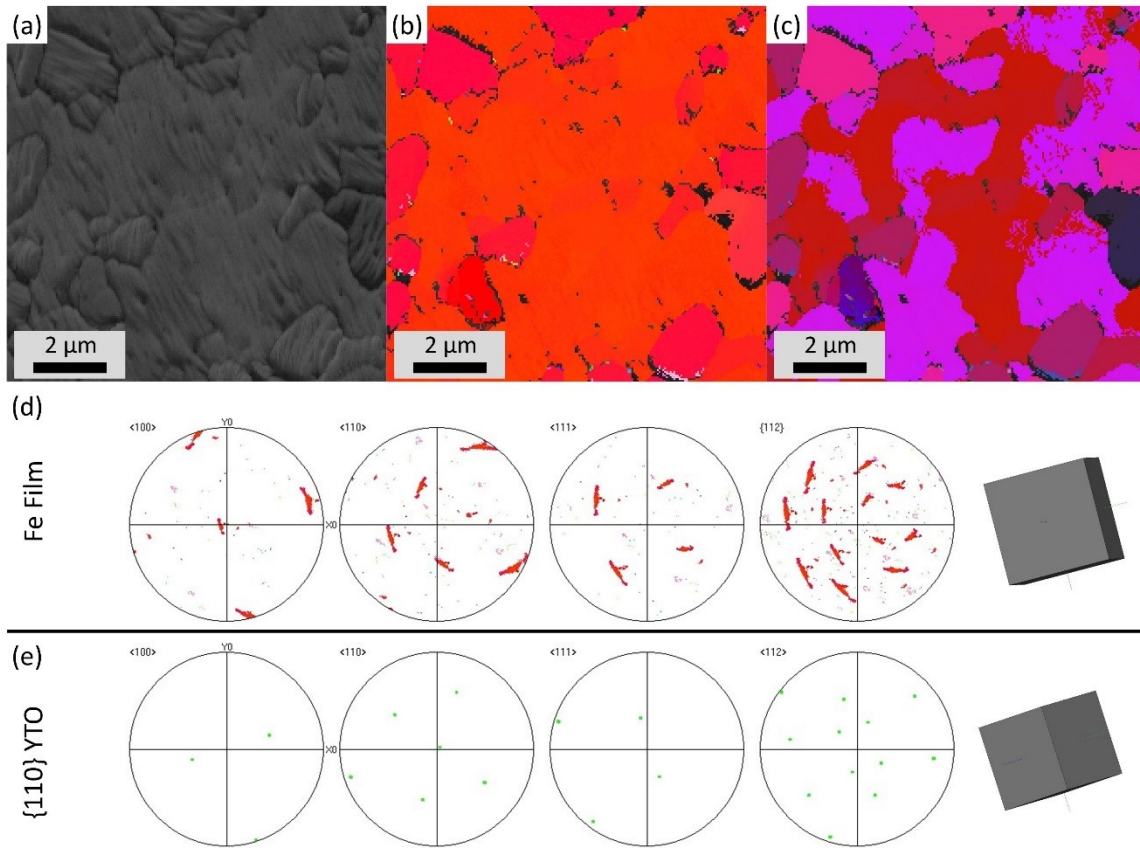 (a)
(b)
(c)
2 μm
2 μm
2 μm
(d)
Fe Film
<100>
Y0
X0
<110>
<111>
{112}
(e)
{110} YTO
<100>
Y0
X0
<110>
<111>
<112>